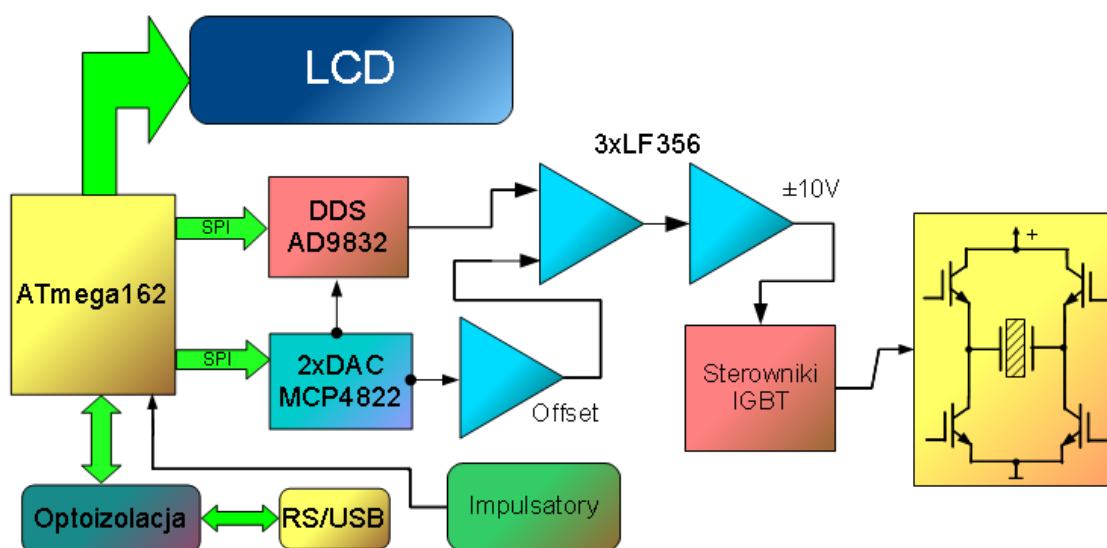 LCD
3xLF356
±10V
SPI
DDS
AD9832
ATmega162
+
SPI
2xDAC
MCP4822
Offset
Sterowniki
IGBT
Optoizolacja
RS/USB
Impulsatory